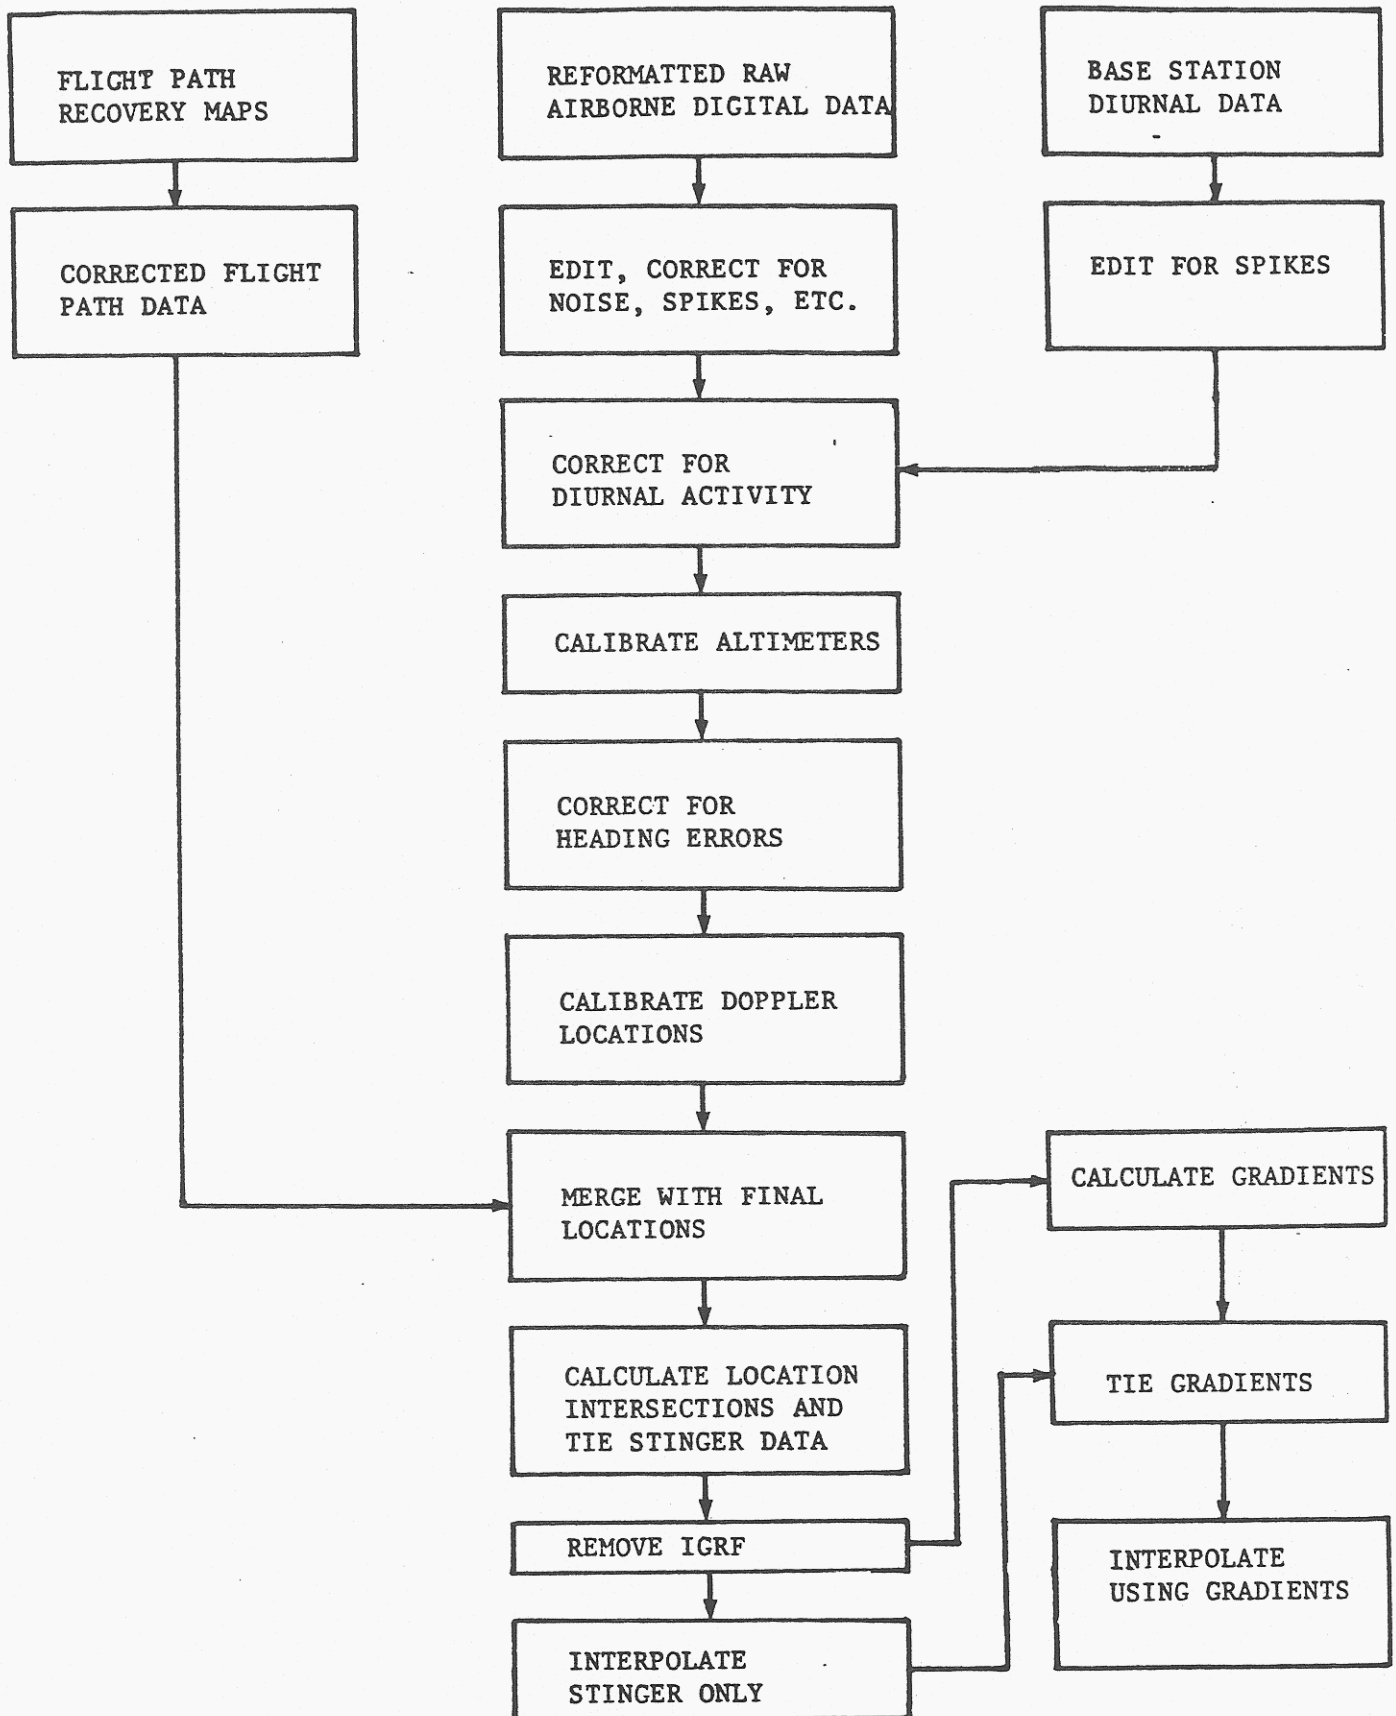 FLIGHT PATH
RECOVERY MAPS
REFORMATTED RAW
AIRBORNE DIGITAL DATA
BASE STATION
DIURNAL DATA
CORRECTED FLIGHT
PATH DATA
EDIT, CORRECT FOR
NOISE, SPIKES, ETC.
EDIT FOR SPIKES
CORRECT FOR
DIURNAL ACTIVITY
CALIBRATE ALTIMETERS
CORRECT FOR
HEADING ERRORS
CALIBRATE DOPPLER
LOCATIONS
MERGE WITH FINAL
LOCATIONS
CALCULATE GRADIENTS
CALCULATE LOCATION
INTERSECTIONS AND
TIE STINGER DATA
TIE GRADIENTS
REMOVE IGRF
INTERPOLATE
USING GRADIENTS
INTERPOLATE
STINGER ONLY